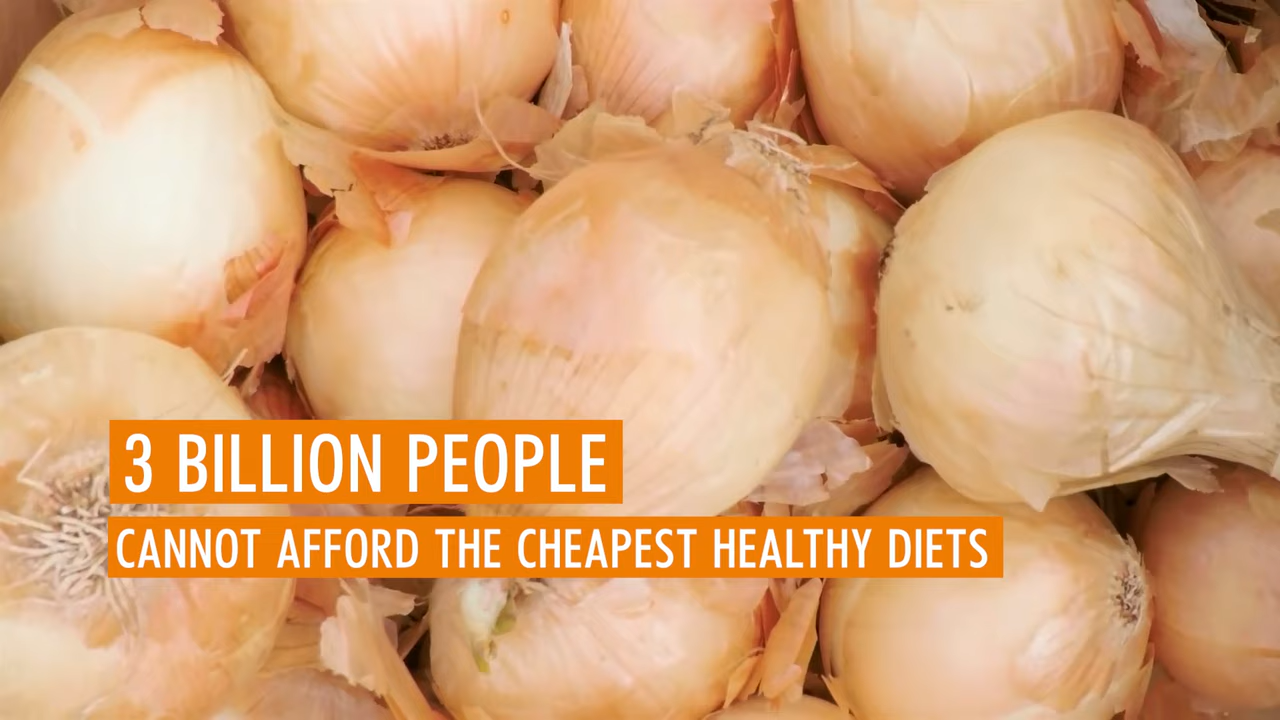 3 BILLION PEOPLE
CANNOT AFFORD THE CHEAPEST HEALTHY DIETS